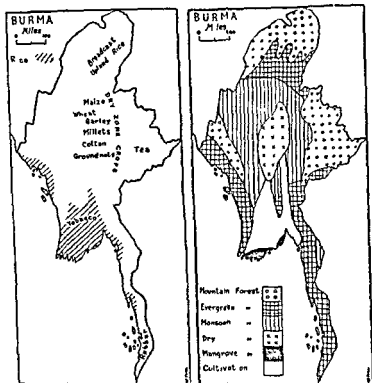 BURMA
Miles
Rice
Broadcast
Upland Rice
Maize
Wheat
Barley
Millets
Cotton
Groundnuts
DRY ZONE CROPS
Tea
Tobacco
Rubber
BURMA
Miles
Mountain Forest
Evergreen "
Monsoon "
Dry "
Mangrove "
Cultivation